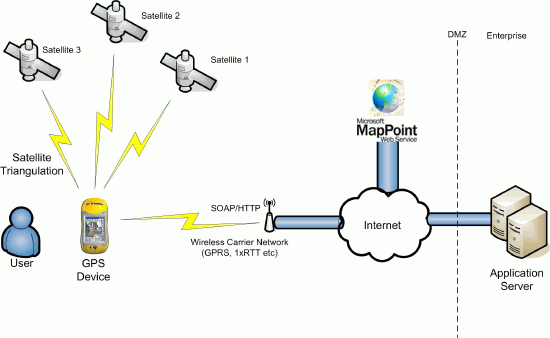 Satellite 2
Satellite 3
Satellite 1
DMZ
Enterprise
Microsoft
MapPoint
Web Service
Satellite
Triangulation
SOAP/HTTP
Internet
User
GPS
Device
Wireless Carrier Network
(GPRS, 1xRTT etc)
Application
Server